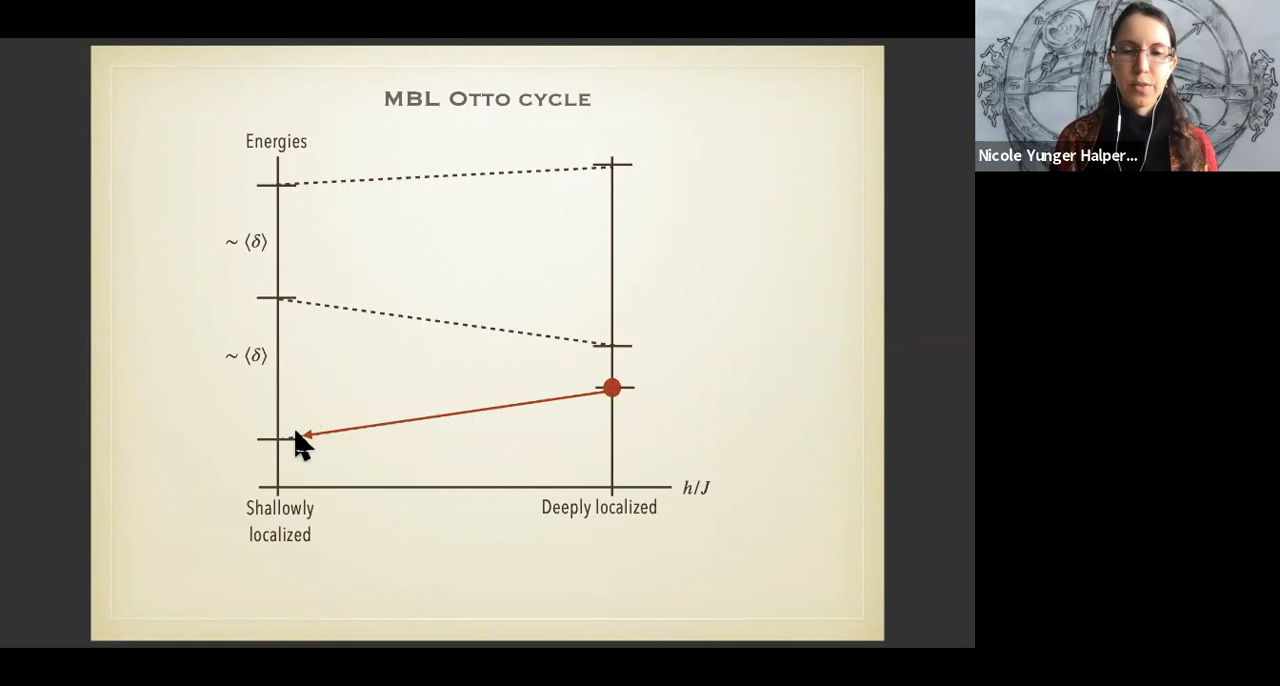 MBL OTTO CYCLE
Energies
~ ⟨δ⟩
~ ⟨δ⟩
h/J
Shallowly
localized
Deeply localized
Nicole Yunger Halper...